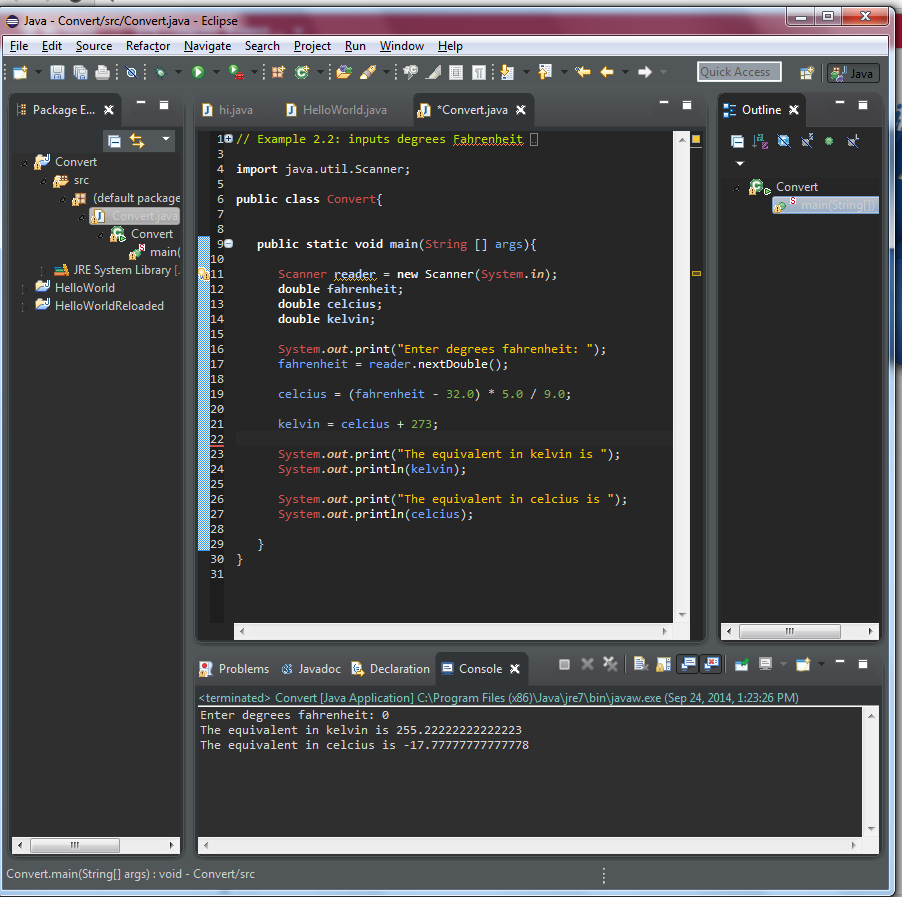 Java - Convert/src/Convert.java - Eclipse
File Edit Source Refactor Navigate Search Project Run Window Help
Quick Access
Java
Package E...
hi.java
HelloWorld.java
*Convert.java
Outline
Convert
src
(default package
Convert.java
Convert
main(
JRE System Library [.
HelloWorld
HelloWorldReloaded
1 // Example 2.2: inputs degrees Fahrenheit
3
4 import java.util.Scanner;
5
6 public class Convert{
7
8
9 public static void main(String [] args){
10
11 Scanner reader = new Scanner(System.in);
12 double fahrenheit;
13 double celcius;
14 double kelvin;
15
16 System.out.print("Enter degrees fahrenheit: ");
17 fahrenheit = reader.nextDouble();
18
19 celcius = (fahrenheit - 32.0) * 5.0 / 9.0;
20
21 kelvin = celcius + 273;
22
23 System.out.print("The equivalent in kelvin is ");
24 System.out.println(kelvin);
25
26 System.out.print("The equivalent in celcius is ");
27 System.out.println(celcius);
28
29 }
30 }
31
Convert
main(String[])
Problems Javadoc Declaration Console
<terminated> Convert [Java Application] C:\Program Files (x86)\Java\jre7\bin\javaw.exe (Sep 24, 2014, 1:23:26 PM)
Enter degrees fahrenheit: 0
The equivalent in kelvin is 255.22222222222223
The equivalent in celcius is -17.77777777777778
Convert.main(String[] args) : void - Convert/src